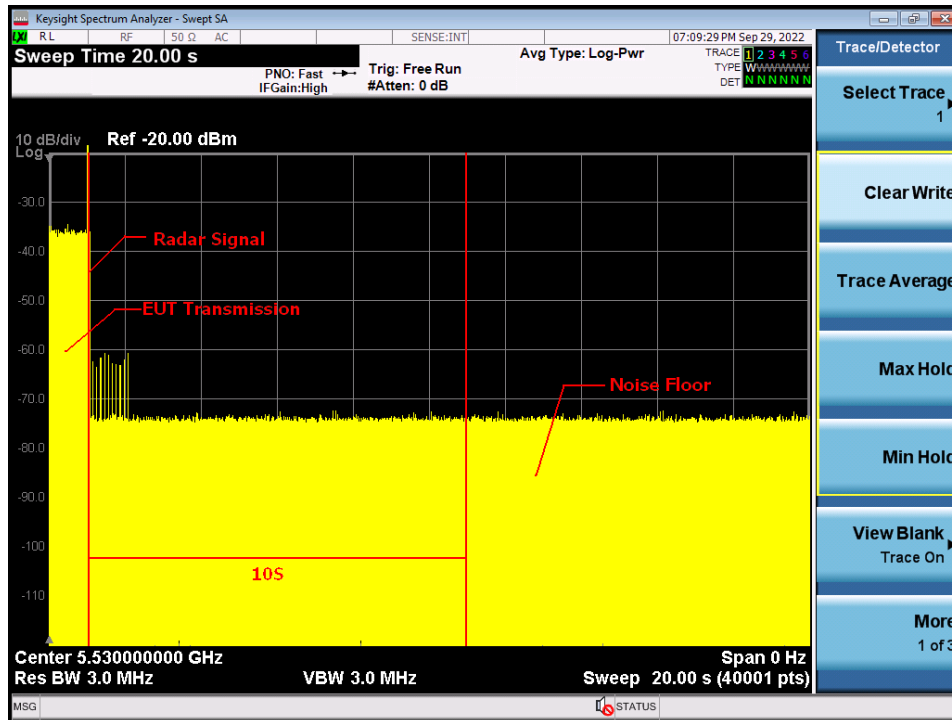 Keysight Spectrum Analyzer - Swept SA
LXI RL RF 50 Ω AC SENSE:INT 07:09:29 PM Sep 29, 2022
Sweep Time 20.00 s
Avg Type: Log-Pwr
TRACE 1 2 3 4 5 6
TYPE WWWWWW
DET N N N N N N
PNO: Fast
IFGain:High
Trig: Free Run
#Atten: 0 dB
Trace/Detector
Select Trace
1
Clear Write
Trace Average
Max Hold
Min Hold
View Blank
Trace On
More
1 of 3
10 dB/div Ref -20.00 dBm
Log
-30.0
-40.0
-50.0
-60.0
-70.0
-80.0
-90.0
-100
-110
Radar Signal
EUT Transmission
Noise Floor
10S
Center 5.530000000 GHz Span 0 Hz
Res BW 3.0 MHz VBW 3.0 MHz Sweep 20.00 s (40001 pts)
MSG STATUS